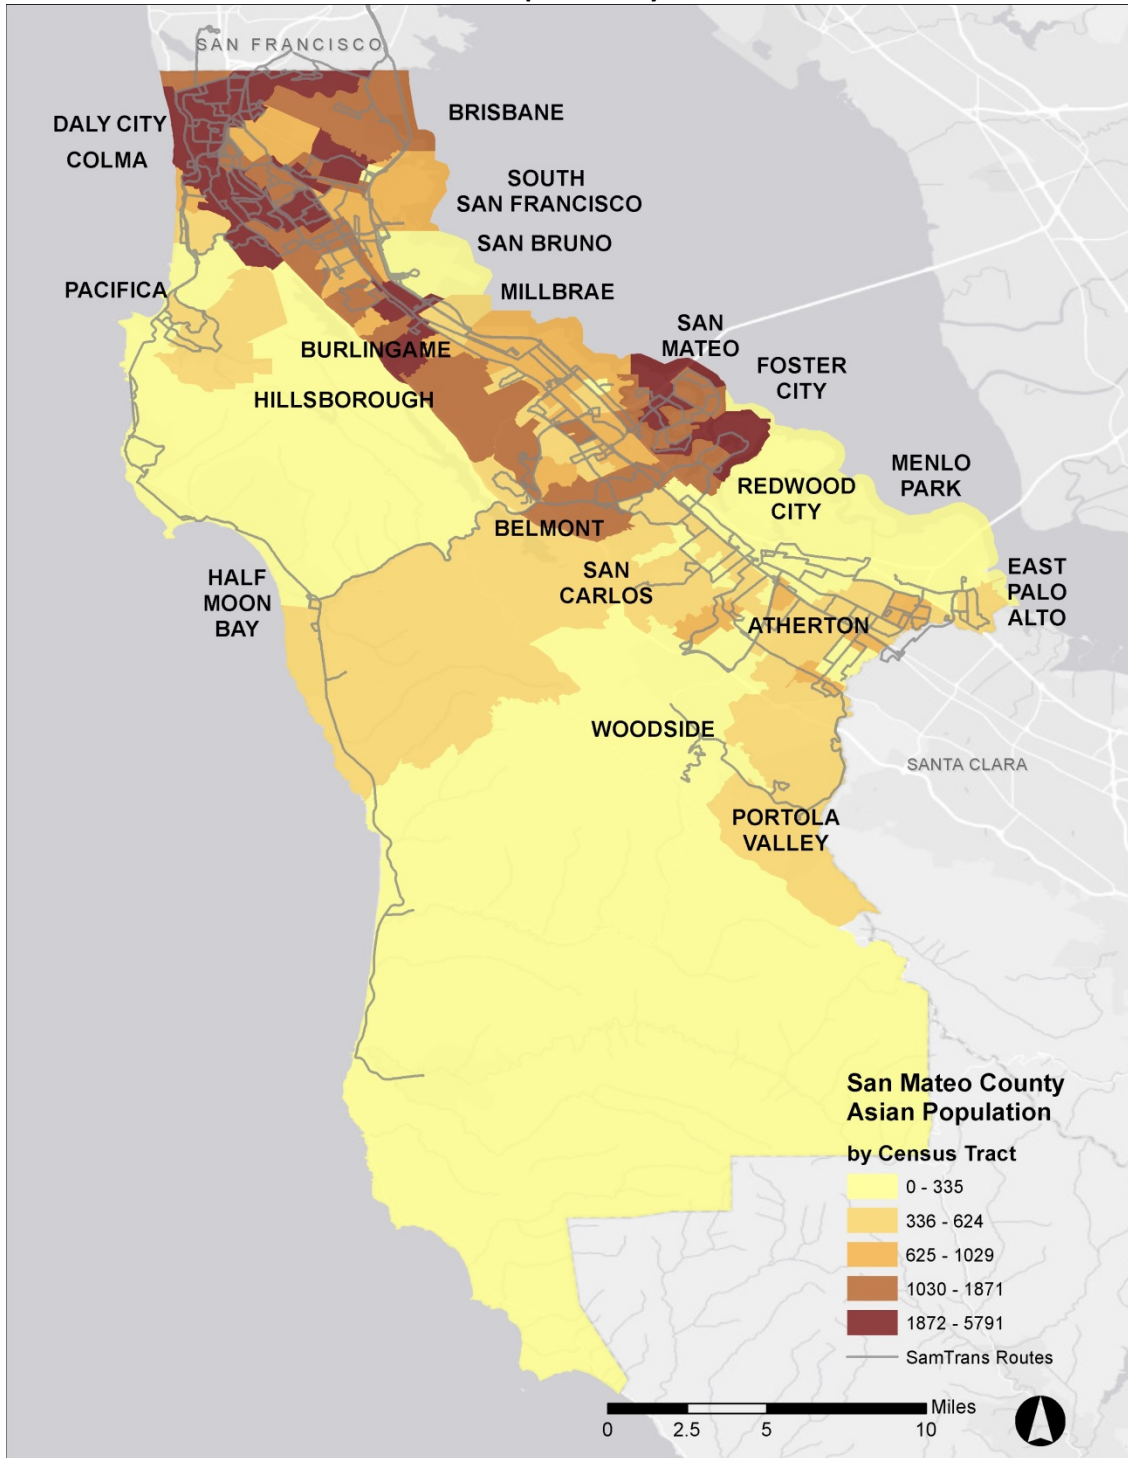 SAN FRANCISCO
DALY CITY
COLMA
BRISBANE
SOUTH
SAN FRANCISCO
SAN BRUNO
PACIFICA
MILLBRAE
SAN
MATEO
BURLINGAME
FOSTER
CITY
HILLSBOROUGH
MENLO
PARK
REDWOOD
CITY
BELMONT
HALF
MOON
BAY
SAN
CARLOS
EAST
PALO
ALTO
ATHERTON
WOODSIDE
SANTA CLARA
PORTOLA
VALLEY
San Mateo County
Asian Population
by Census Tract
0 - 335
336 - 624
625 - 1029
1030 - 1871
1872 - 5791
SamTrans Routes
Miles
0 2.5 5 10